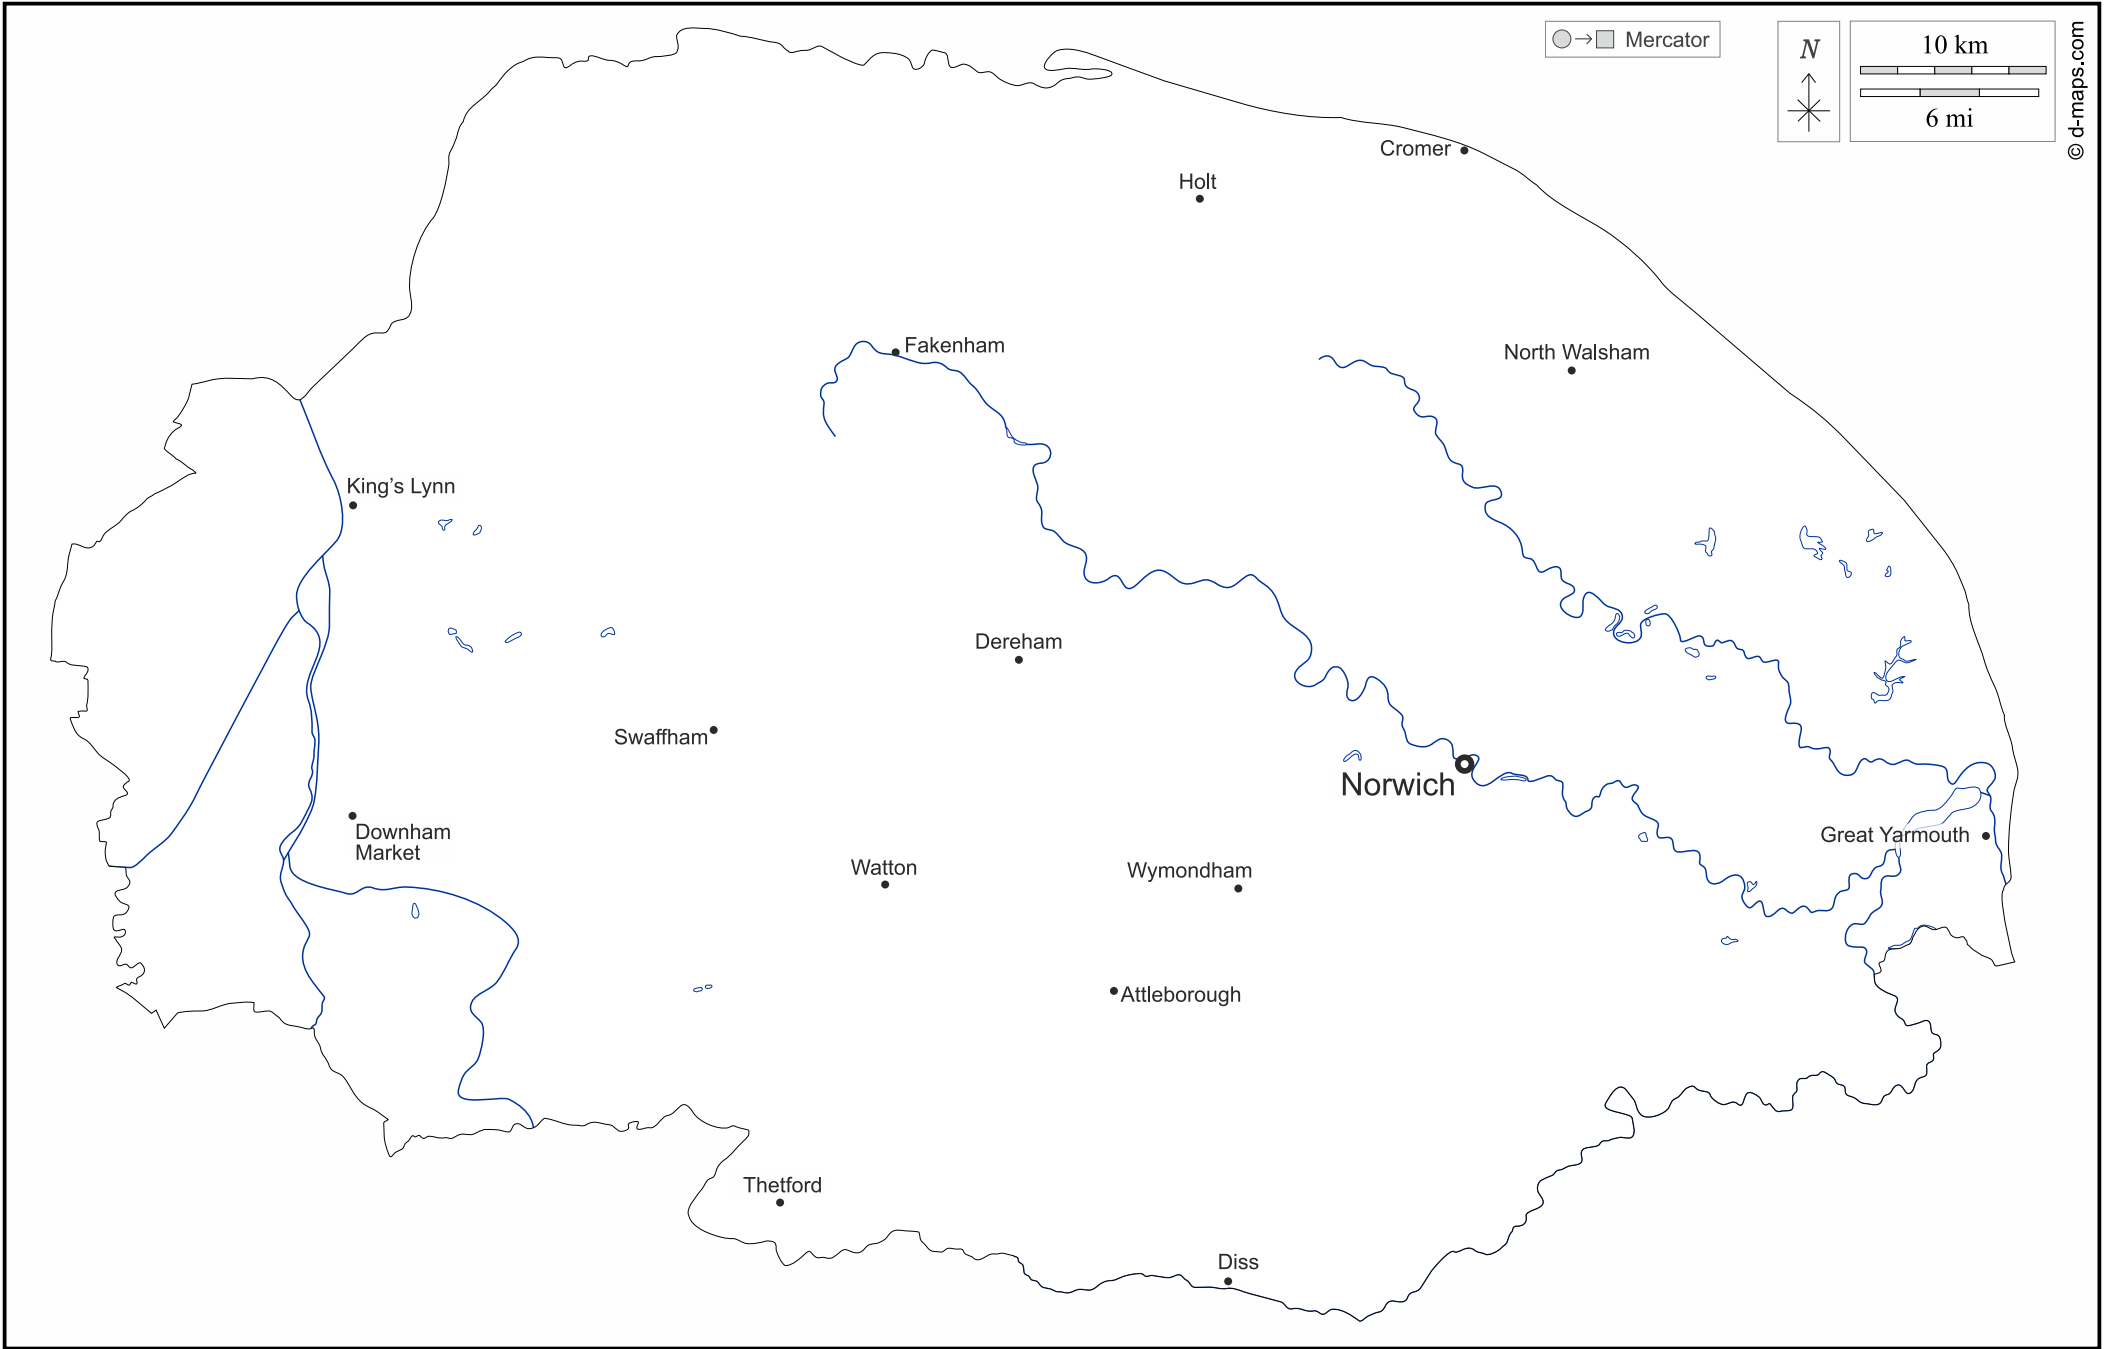 Mercator
N
10 km
6 mi
© d-maps.com
Cromer
Holt
Fakenham
North Walsham
King's Lynn
Dereham
Swaffham
Norwich
Downham
Market
Great Yarmouth
Watton
Wymondham
Attleborough
Thetford
Diss